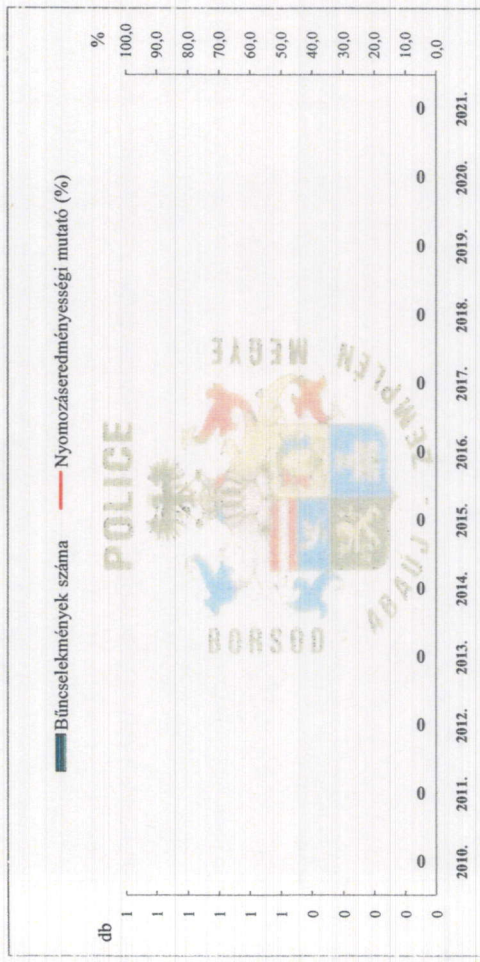 Bűncselekmények száma
Nyomozáseredményességi mutató (%)
db
%
1
1
1
1
1
1
0
0
0
0
0
100,0
90,0
80,0
70,0
60,0
50,0
40,0
30,0
20,0
10,0
0,0
POLICE
BORSOD
ABAÚJ - ZEMPLÉN
MEGYE
0 0 0 0 0 0 0 0 0 0 0 0
2010. 2011. 2012. 2013. 2014. 2015. 2016. 2017. 2018. 2019. 2020. 2021.